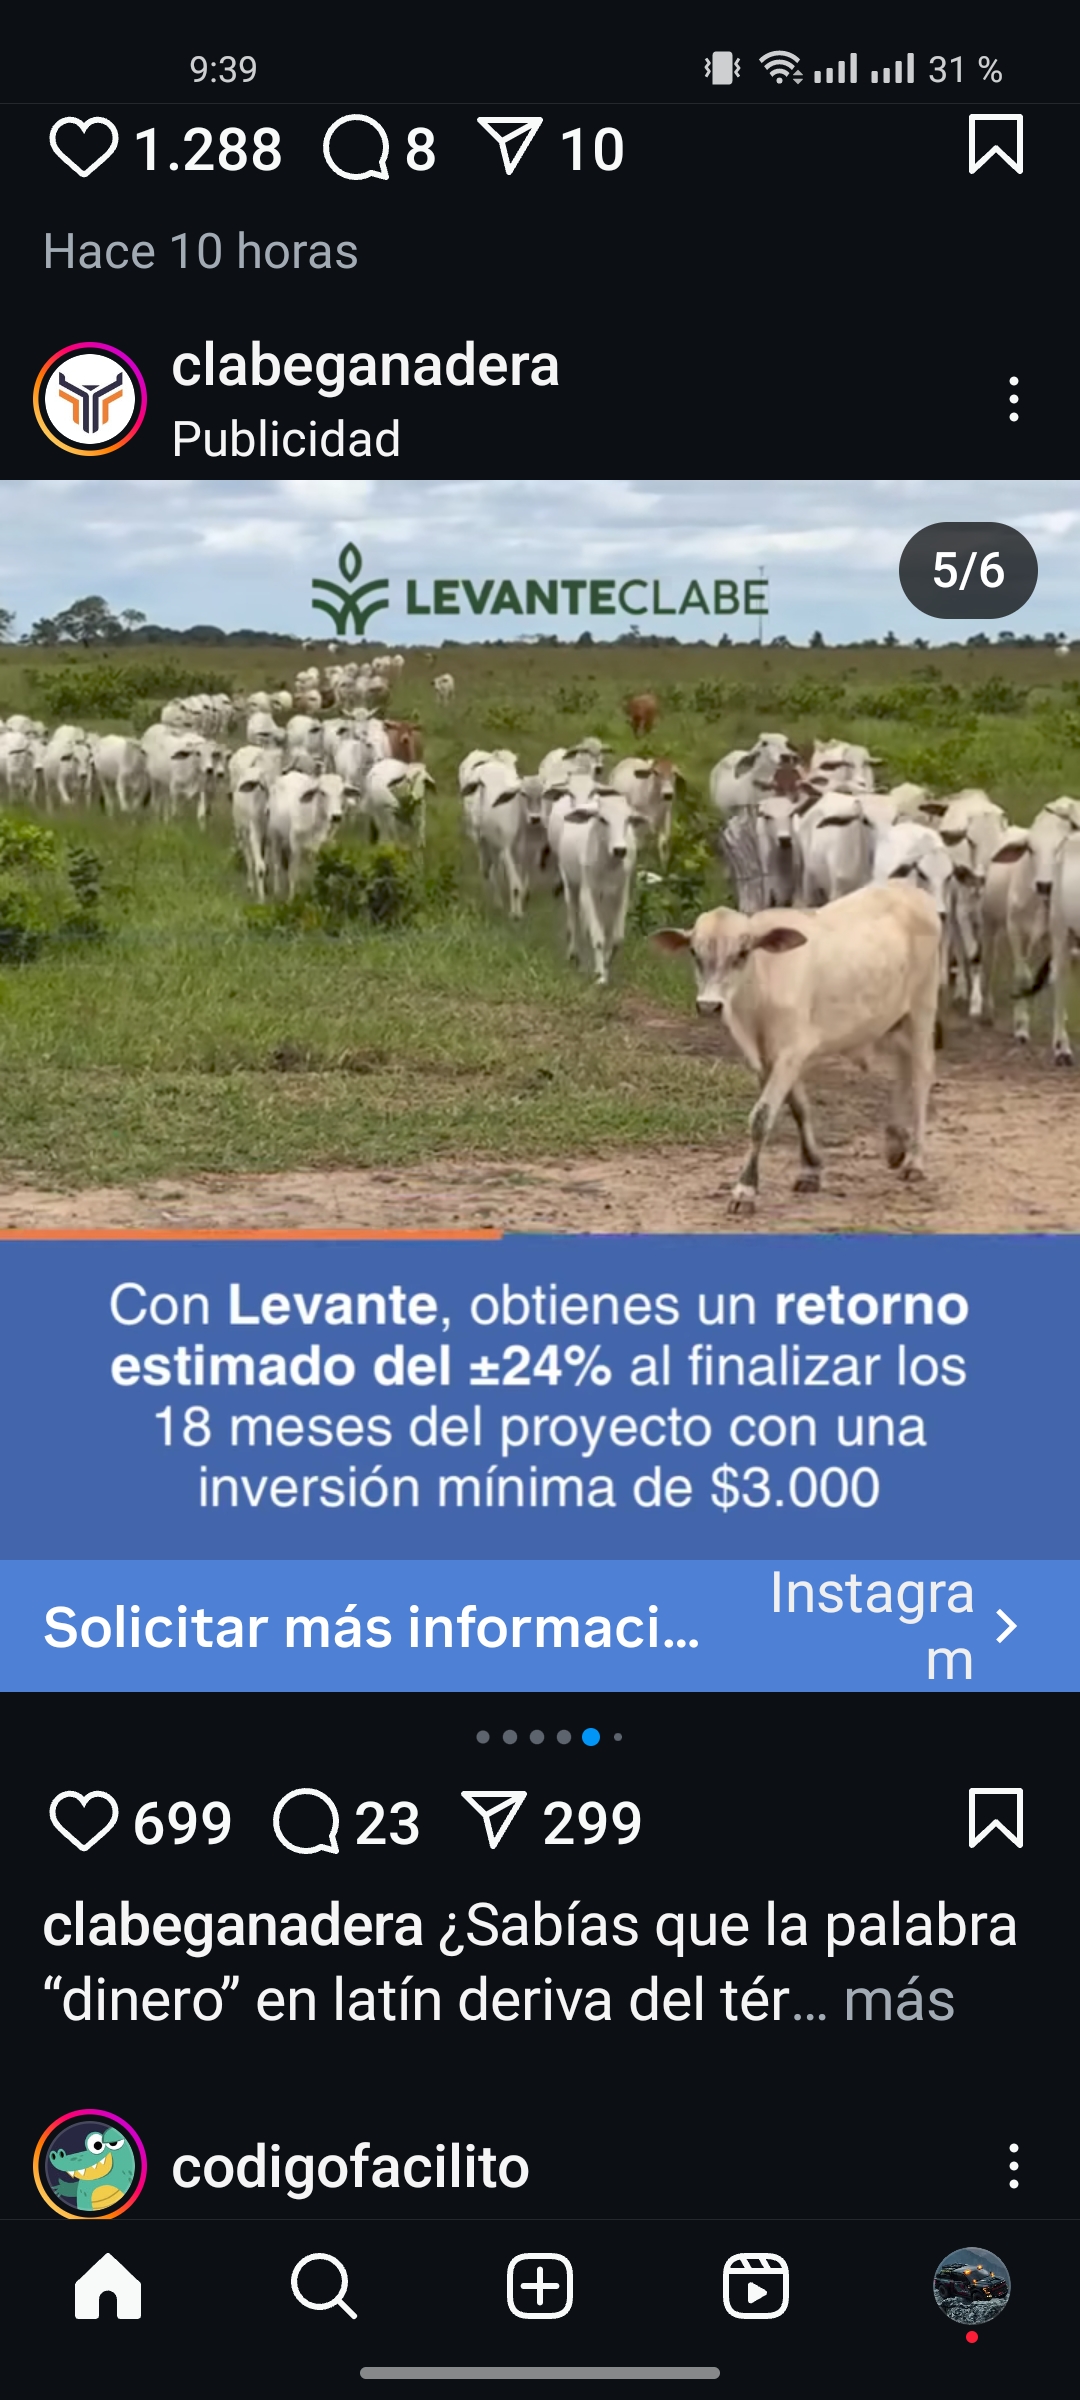 9:39
31 %
1.288 8 10
Hace 10 horas
clabeganadera
Publicidad
LEVANTECLABE
5/6
Con Levante, obtienes un retorno
estimado del ±24% al finalizar los
18 meses del proyecto con una
inversión mínima de $3.000
Solicitar más informaci...
Instagra
m
699 23 299
clabeganadera ¿Sabías que la palabra
“dinero” en latín deriva del tér... más
codigofacilito